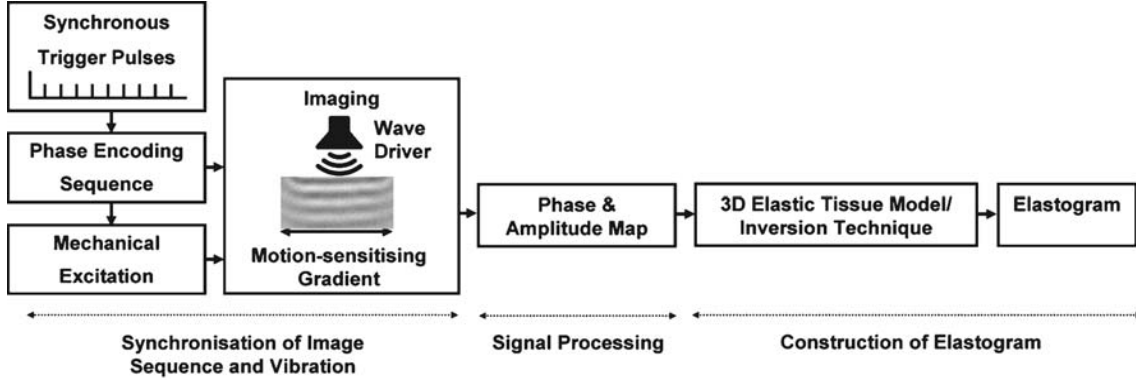 Synchronous
Trigger Pulses
Phase Encoding
Sequence
Mechanical
Excitation
Imaging
Wave
Driver
Motion-sensitising
Gradient
Phase &
Amplitude Map
3D Elastic Tissue Model/
Inversion Technique
Elastogram
Synchronisation of Image
Sequence and Vibration
Signal Processing
Construction of Elastogram